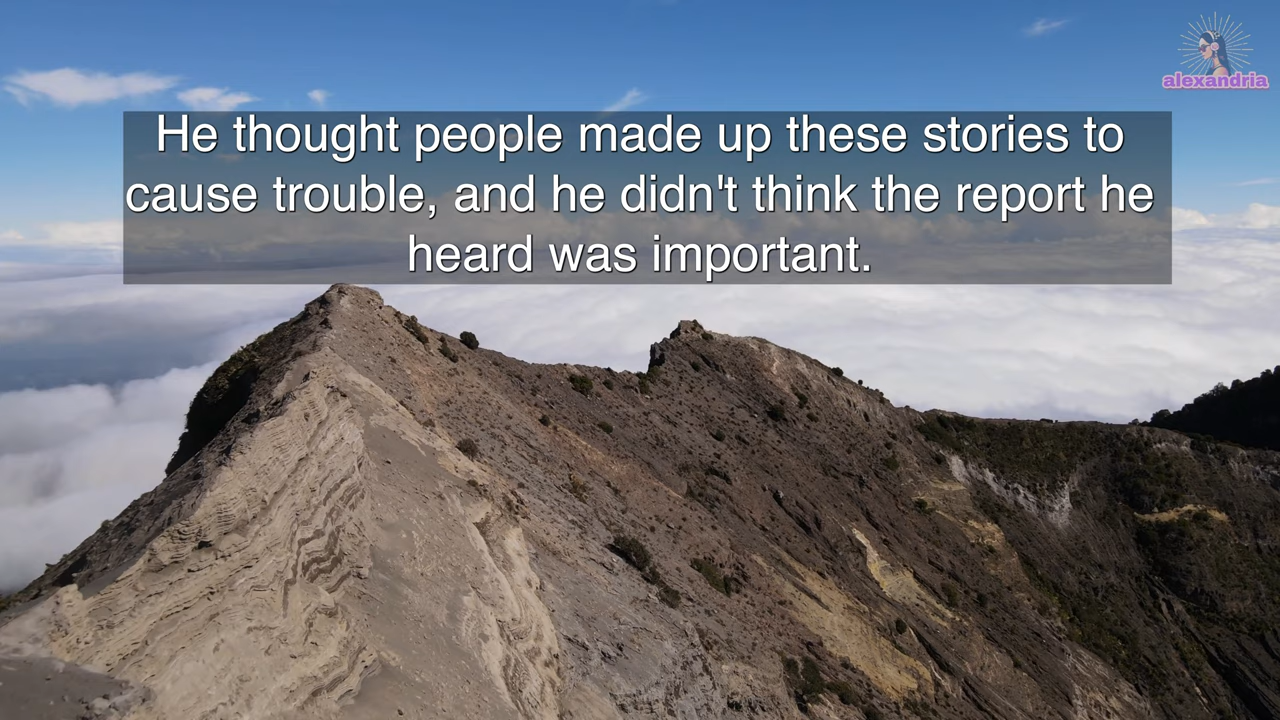 alexandria
He thought people made up these stories to
cause trouble, and he didn't think the report he
heard was important.